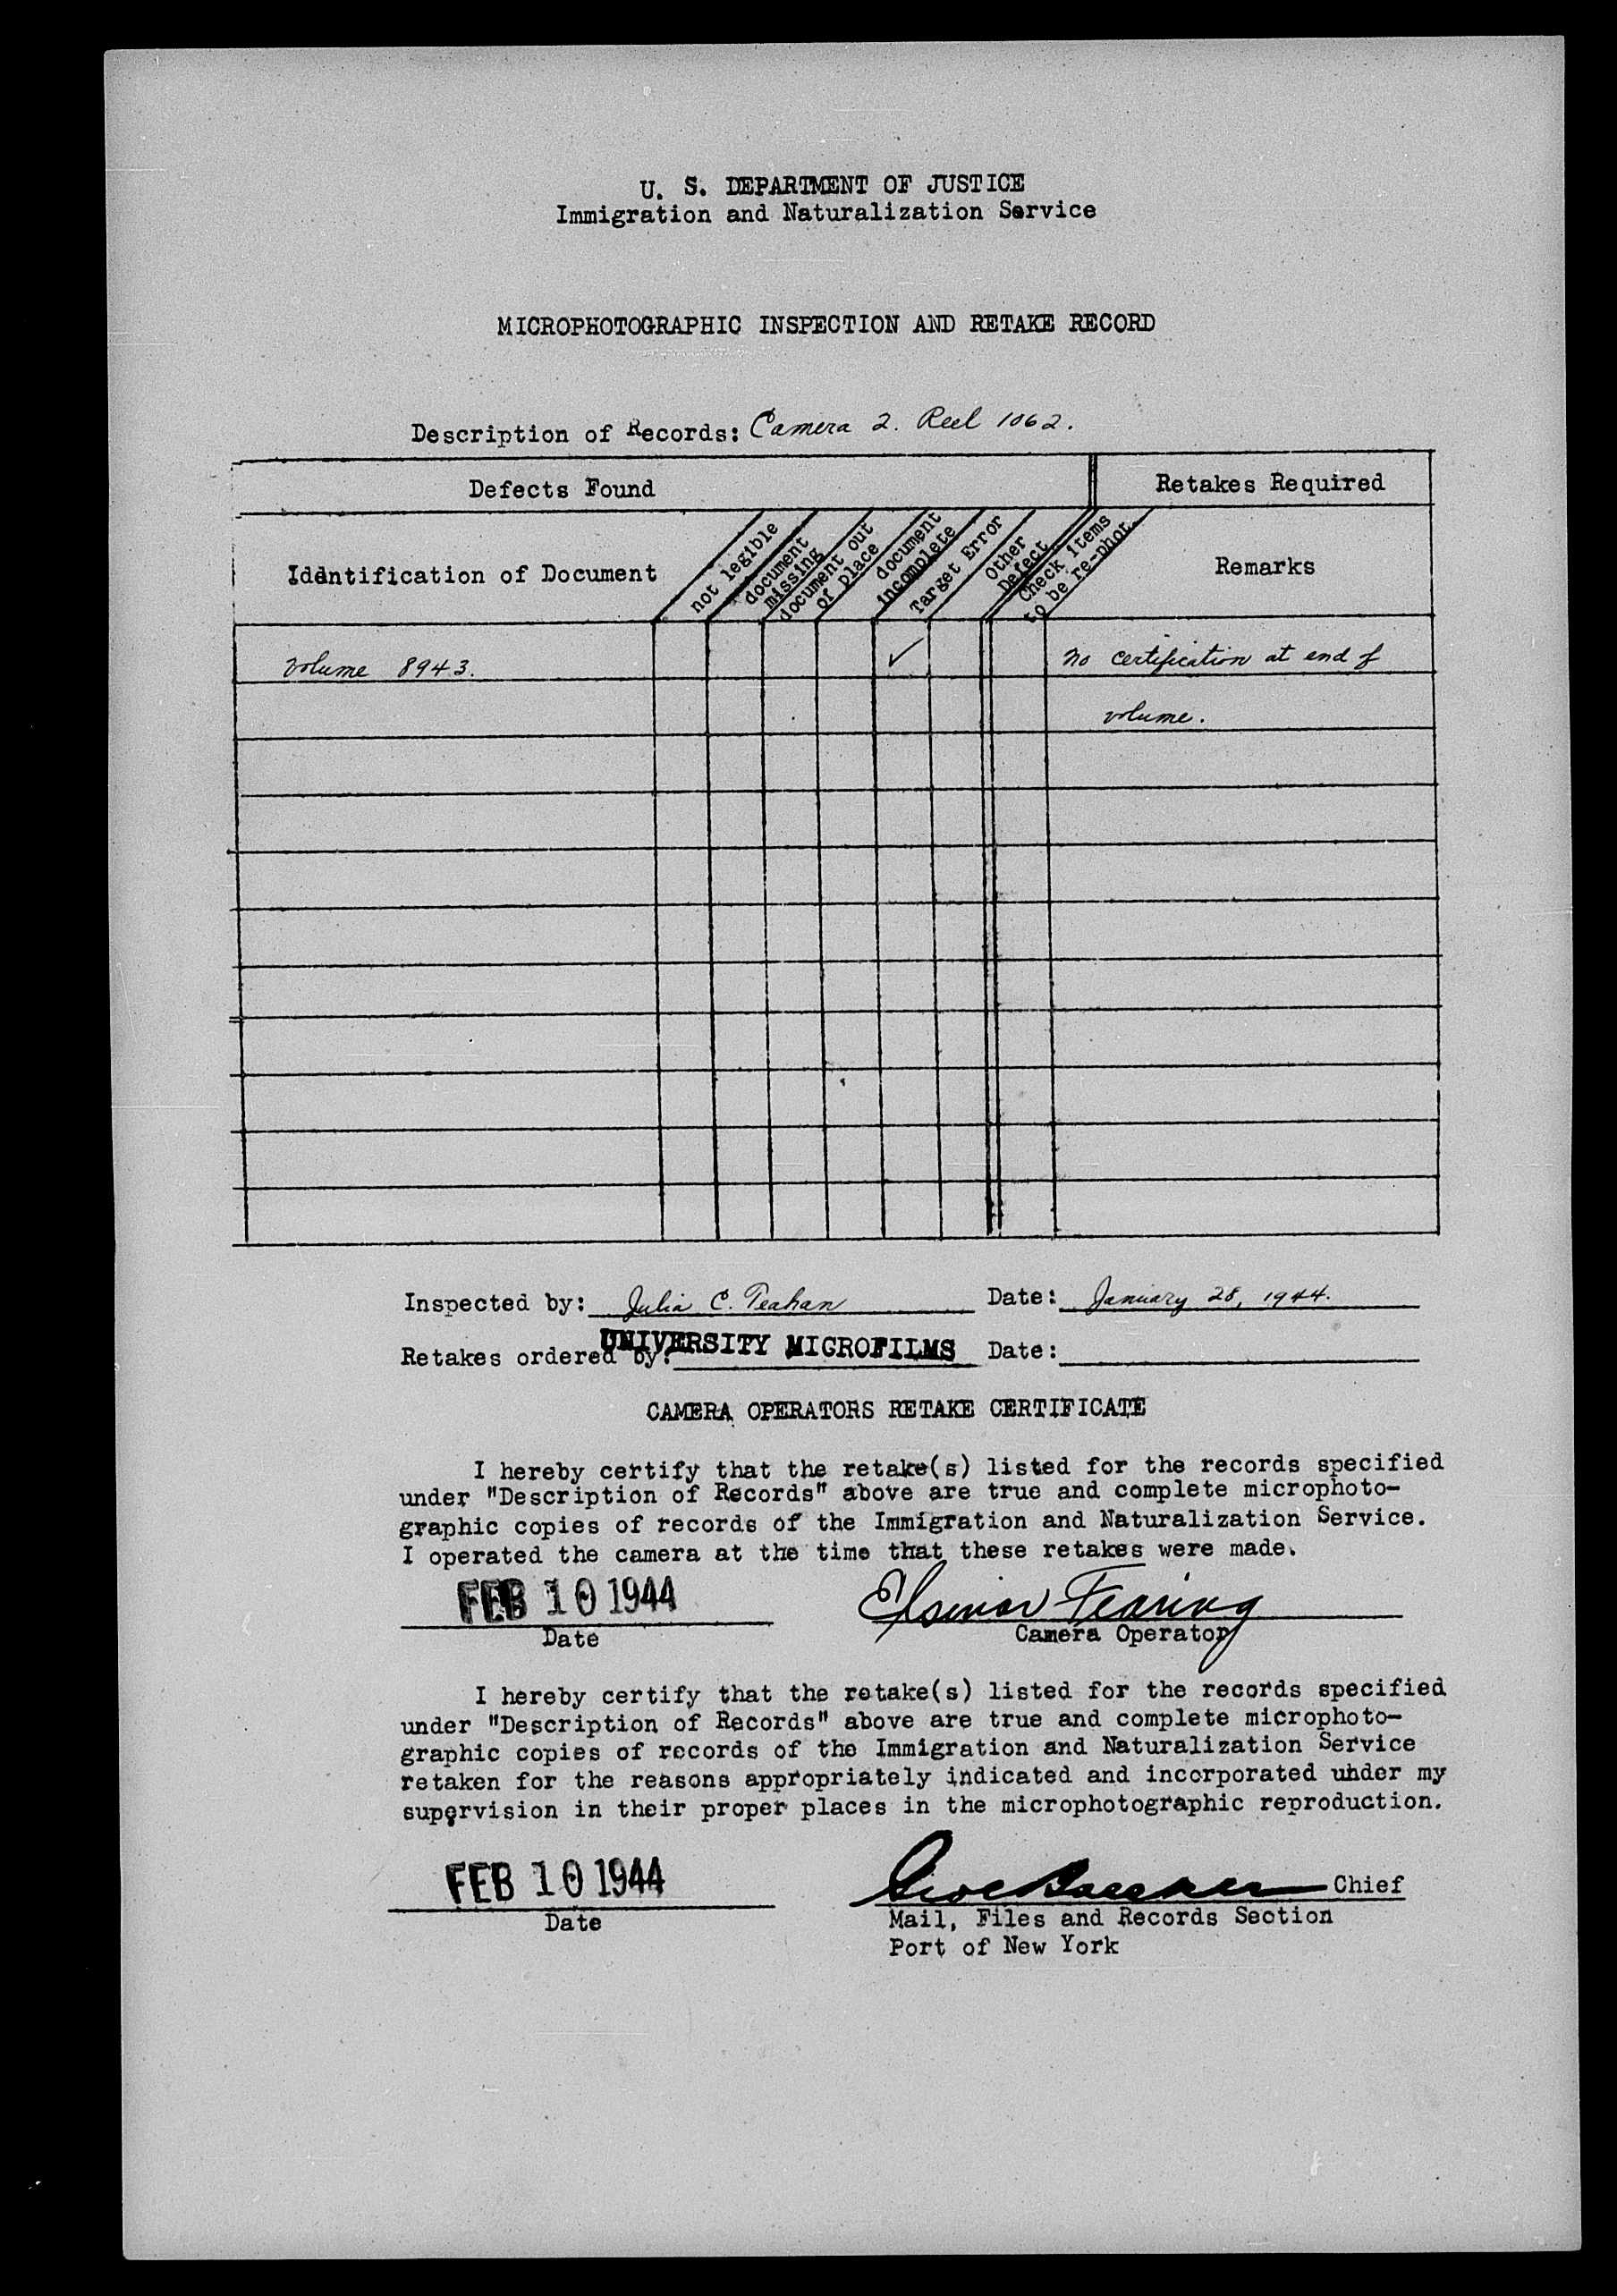 U. S. DEPARTMENT OF JUSTICE
Immigration and Naturalization Service
MICROPHOTOGRAPHIC INSPECTION AND RETAKE RECORD
Description of Records: Camera 2. Reel 1062.
Defects Found
Retakes Required
Identification of Document
not legible
document missing
document out of place
document incomplete
Target Error
Other Defect
Check items to be re-phot.
Remarks
Volume 8943. ✓ No certification at end of
volume.
Inspected by: Julia C. Teahan Date: January 28, 1944.
Retakes ordered by: UNIVERSITY MICROFILMS Date:
CAMERA OPERATORS RETAKE CERTIFICATE
I hereby certify that the retake(s) listed for the records specified
under "Description of Records" above are true and complete microphoto-
graphic copies of records of the Immigration and Naturalization Service.
I operated the camera at the time that these retakes were made.
FEB 10 1944 Fearing
Date Camera Operator
I hereby certify that the retake(s) listed for the records specified
under "Description of Records" above are true and complete microphoto-
graphic copies of records of the Immigration and Naturalization Service
retaken for the reasons appropriately indicated and incorporated under my
supervision in their proper places in the microphotographic reproduction.
FEB 10 1944 Chief
Date Mail, Files and Records Section
Port of New York